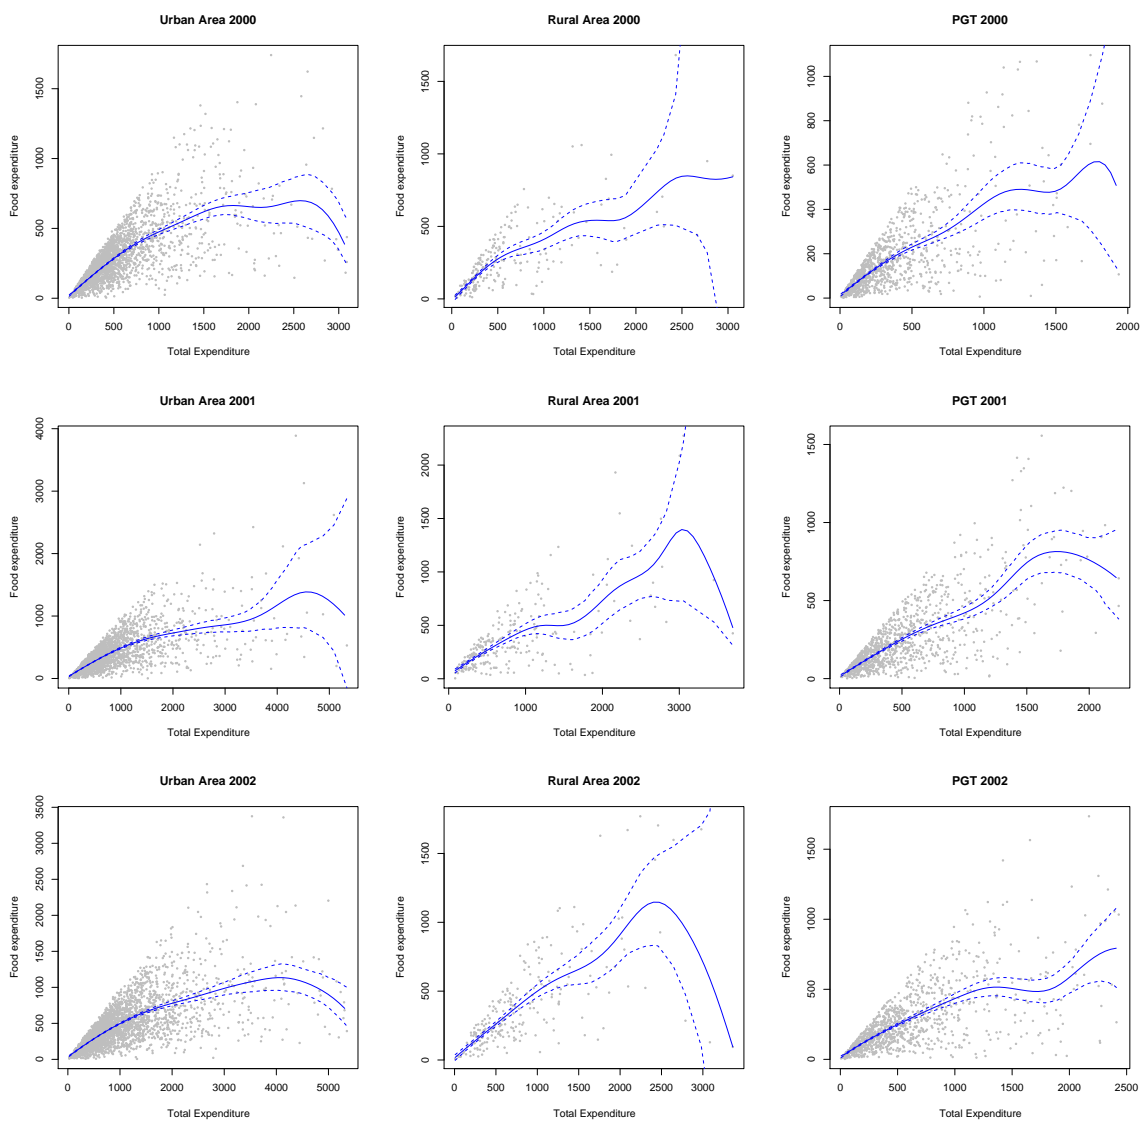 Urban Area 2000
Food expenditure
0 500 1000 1500
0 500 1000 1500 2000 2500 3000
Total Expenditure
Rural Area 2000
Food expenditure
0 500 1000 1500
0 500 1000 1500 2000 2500 3000
Total Expenditure
PGT 2000
Food expenditure
0 200 400 600 800 1000
0 500 1000 1500 2000
Total Expenditure
Urban Area 2001
Food expenditure
0 1000 2000 3000 4000
0 1000 2000 3000 4000 5000
Total Expenditure
Rural Area 2001
Food expenditure
0 500 1000 1500 2000
0 1000 2000 3000
Total Expenditure
PGT 2001
Food expenditure
0 500 1000 1500
0 500 1000 1500 2000
Total Expenditure
Urban Area 2002
Food expenditure
0 500 1000 1500 2000 2500 3000 3500
0 1000 2000 3000 4000 5000
Total Expenditure
Rural Area 2002
Food expenditure
0 500 1000 1500
0 500 1000 1500 2000 2500 3000
Total Expenditure
PGT 2002
Food expenditure
0 500 1000 1500
0 500 1000 1500 2000 2500
Total Expenditure